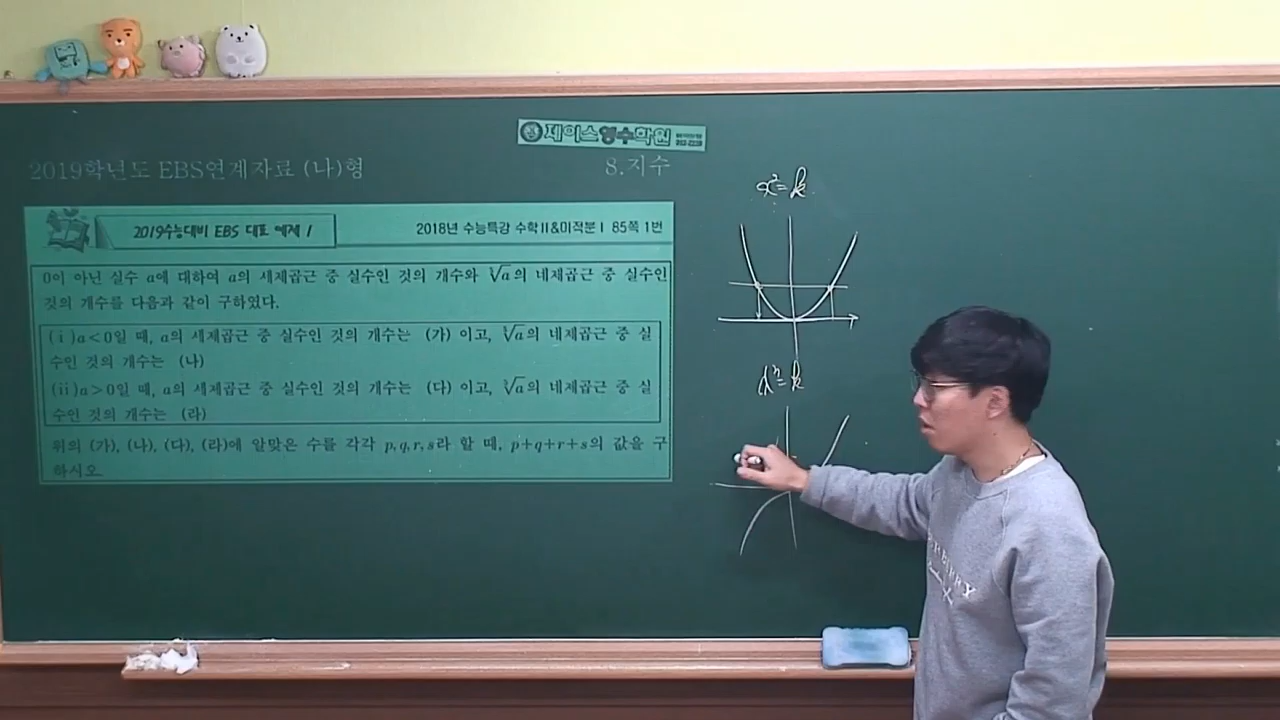 제이스영수학원
2019학년도 EBS연계자료 (나)형
8.지수
2019수능대비 EBS 대표 예제 1
2018년 수능특강 수학Ⅱ&미적분Ⅰ 85쪽 1번
0이 아닌 실수 a에 대하여 a의 세제곱근 중 실수인 것의 개수와 ∛a의 네제곱근 중 실수인
것의 개수를 다음과 같이 구하였다.
(ⅰ)a<0일 때, a의 세제곱근 중 실수인 것의 개수는 (가) 이고, ∛a의 네제곱근 중 실
수인 것의 개수는 (나)
(ⅱ)a>0일 때, a의 세제곱근 중 실수인 것의 개수는 (다) 이고, ∛a의 네제곱근 중 실
수인 것의 개수는 (라)
위의 (가), (나), (다), (라)에 알맞은 수를 각각 p, q, r, s라 할 때, p+q+r+s의 값을 구
하시오.
x²=k
xⁿ=k